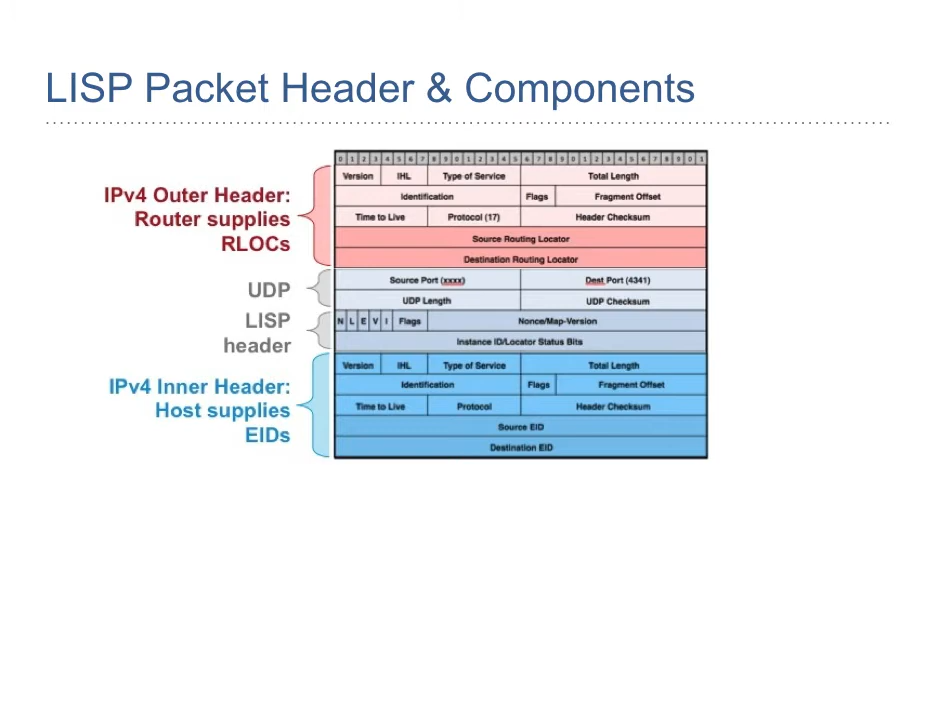 LISP Packet Header & Components
0 1 2 3 4 5 6 7 8 9 0 1 2 3 4 5 6 7 8 9 0 1 2 3 4 5 6 7 8 9 0 1
IPv4 Outer Header:
Router supplies
RLOCs
Version IHL Type of Service Total Length
Identification Flags Fragment Offset
Time to Live Protocol (17) Header Checksum
Source Routing Locator
Destination Routing Locator
UDP
Source Port (xxxx) Dest Port (4341)
UDP Length UDP Checksum
LISP
header
N L E V I Flags Nonce/Map-Version
Instance ID/Locator Status Bits
IPv4 Inner Header:
Host supplies
EIDs
Version IHL Type of Service Total Length
Identification Flags Fragment Offset
Time to Live Protocol Header Checksum
Source EID
Destination EID